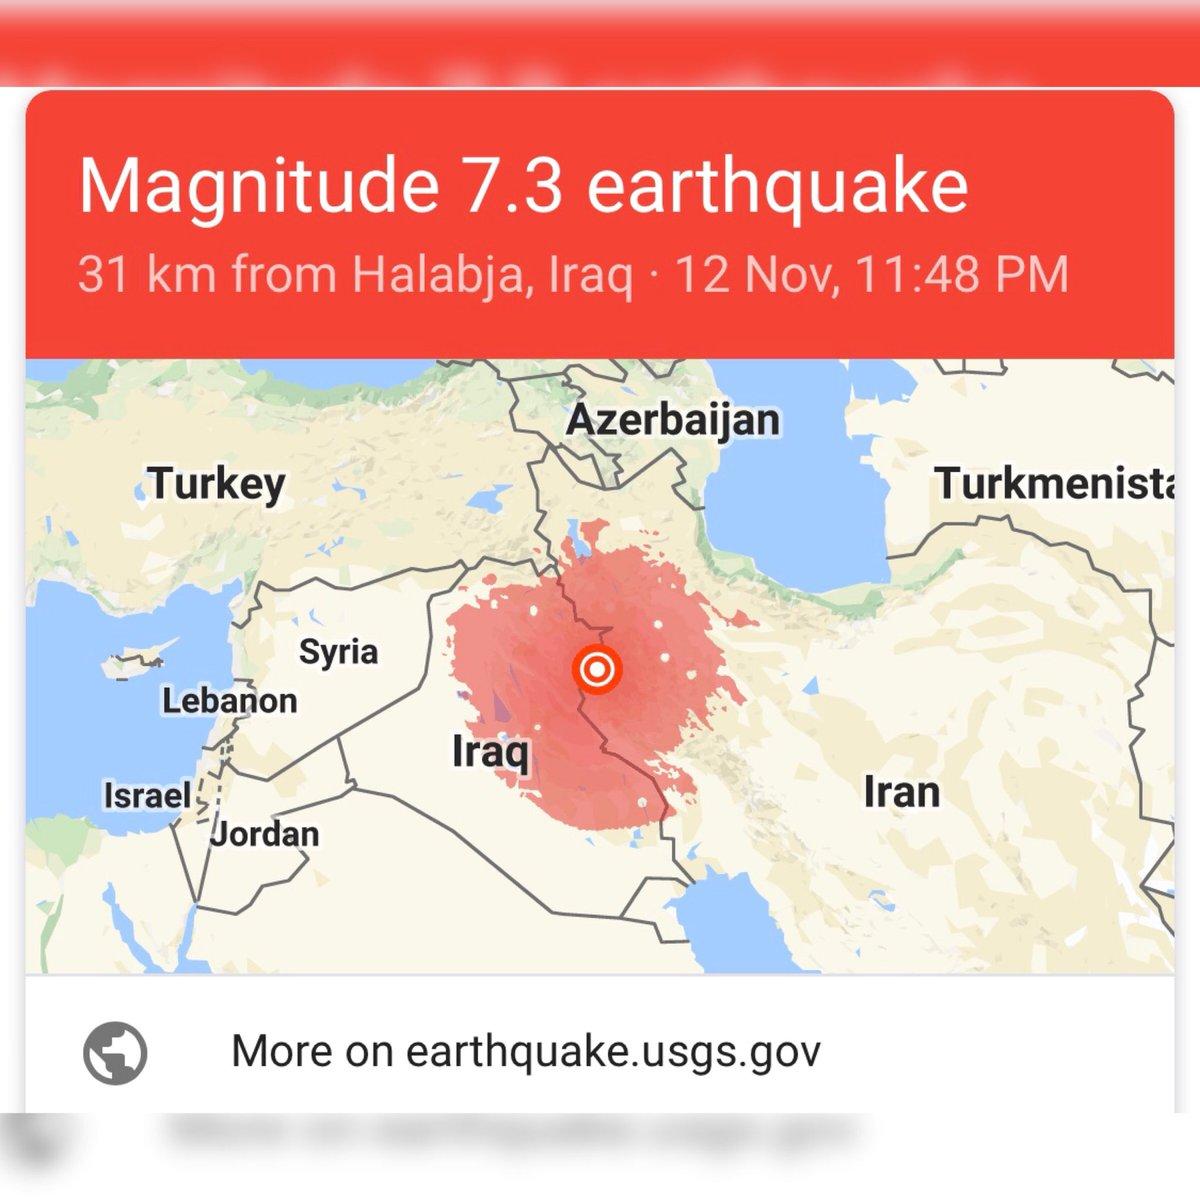 Magnitude 7.3 earthquake
31 km from Halabja, Iraq · 12 Nov, 11:48 PM
Azerbaijan
Turkey
Turkmenista
Syria
Lebanon
Iraq
Israel
Iran
Jordan
More on earthquake.usgs.gov